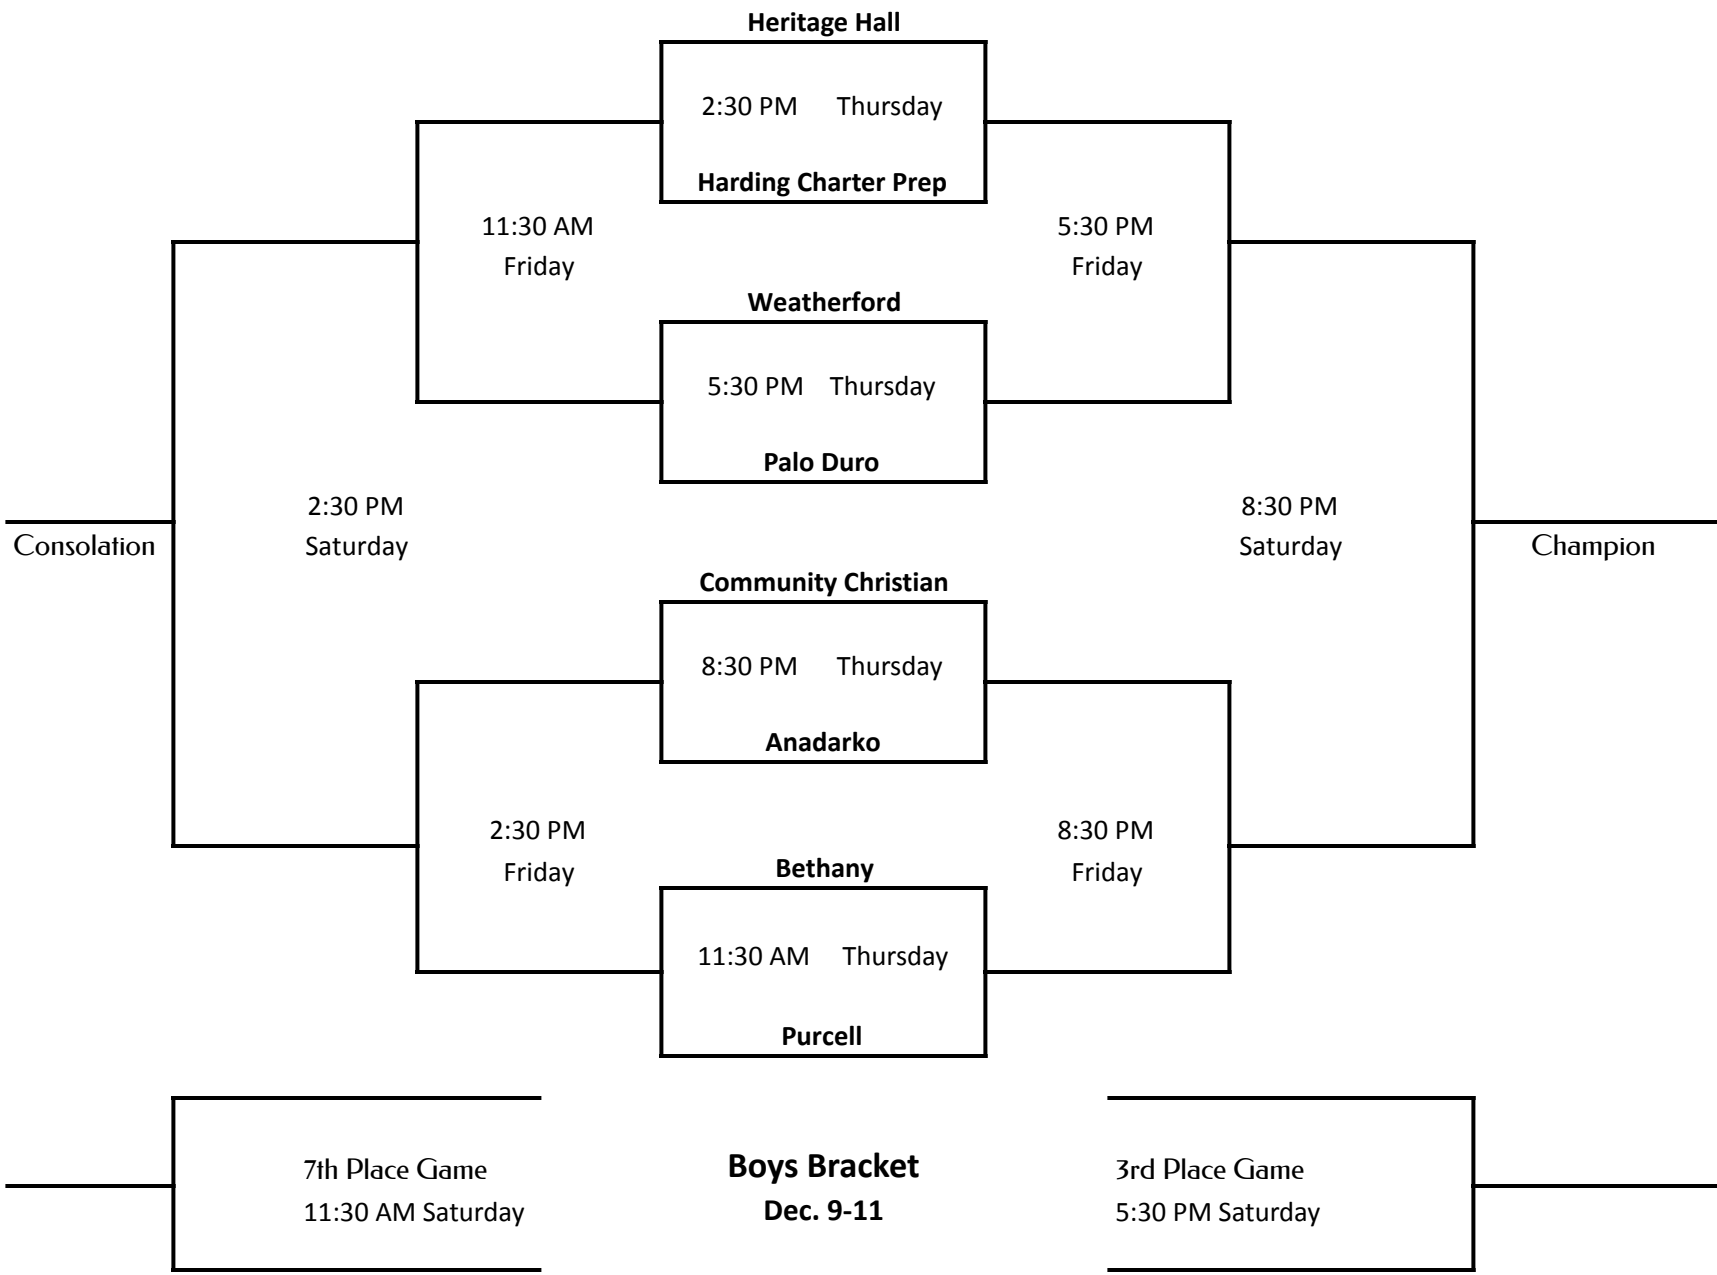 Heritage Hall
2:30 PM Thursday
Harding Charter Prep
11:30 AM
Friday
5:30 PM
Friday
Weatherford
5:30 PM Thursday
Palo Duro
2:30 PM
Saturday
8:30 PM
Saturday
Consolation
Champion
Community Christian
8:30 PM Thursday
Anadarko
2:30 PM
Friday
8:30 PM
Friday
Bethany
11:30 AM Thursday
Purcell
7th Place Game
11:30 AM Saturday
Boys Bracket
Dec. 9-11
3rd Place Game
5:30 PM Saturday